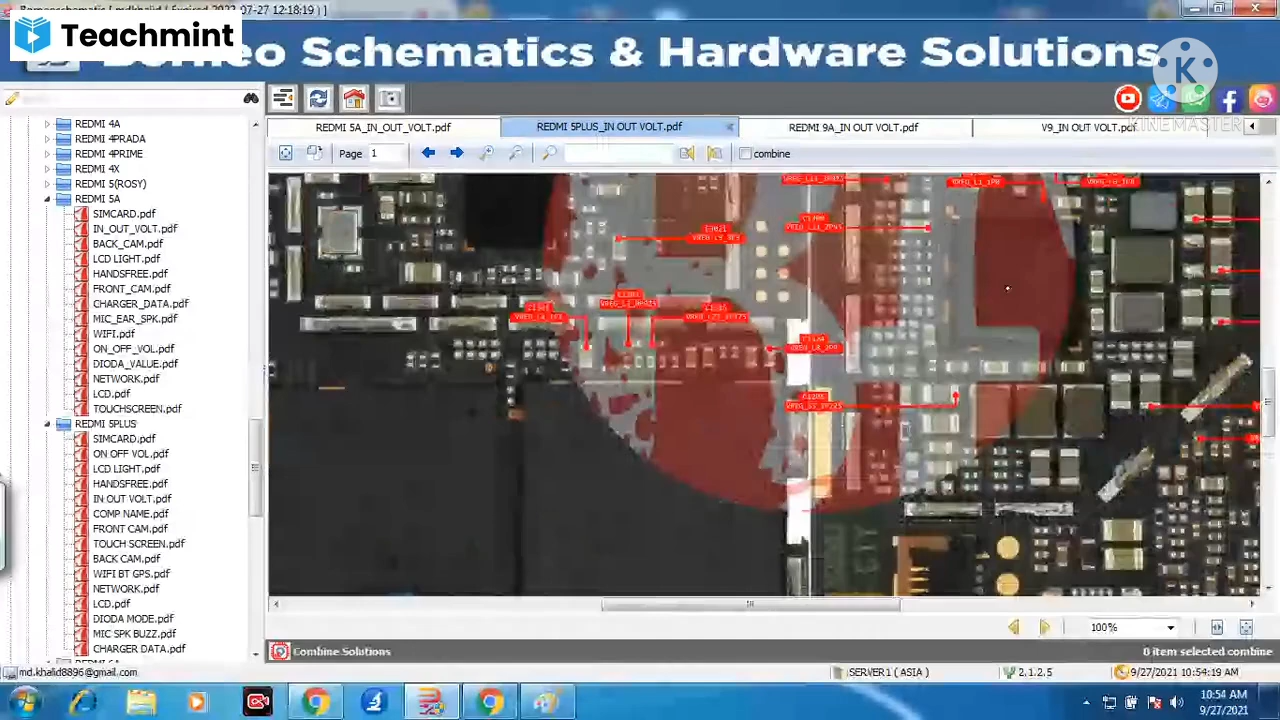 Teachmint
Borneo Schematics & Hardware Solutions
K
KINEMASTER
REDMI 4A
REDMI 4PRADA
REDMI 4PRIME
REDMI 4X
REDMI 5(ROSY)
REDMI 5A
SIMCARD.pdf
IN_OUT_VOLT.pdf
BACK_CAM.pdf
LCD LIGHT.pdf
HANDSFREE.pdf
FRONT_CAM.pdf
CHARGER_DATA.pdf
MIC_EAR_SPK.pdf
WIFI.pdf
ON_OFF_VOL.pdf
DIODA_VALUE.pdf
NETWORK.pdf
LCD.pdf
TOUCHSCREEN.pdf
REDMI 5PLUS
SIMCARD.pdf
ON OFF VOL.pdf
LCD LIGHT.pdf
HANDSFREE.pdf
IN OUT VOLT.pdf
COMP NAME.pdf
FRONT CAM.pdf
TOUCH SCREEN.pdf
BACK CAM.pdf
WIFI BT GPS.pdf
NETWORK.pdf
LCD.pdf
DIODA MODE.pdf
MIC SPK BUZZ.pdf
CHARGER DATA.pdf
REDMI 5A_IN_OUT_VOLT.pdf
REDMI 5PLUS_IN OUT VOLT.pdf
REDMI 9A_IN OUT VOLT.pdf
V9_IN OUT VOLT.pdf
Page 1
combine
100%
Combine Solutions
0 item selected combine
md.khalid8896@gmail.com
SERVER1 ( ASIA )
2,1.2.5
9/27/2021 10:54:19 AM
10:54 AM
9/27/2021